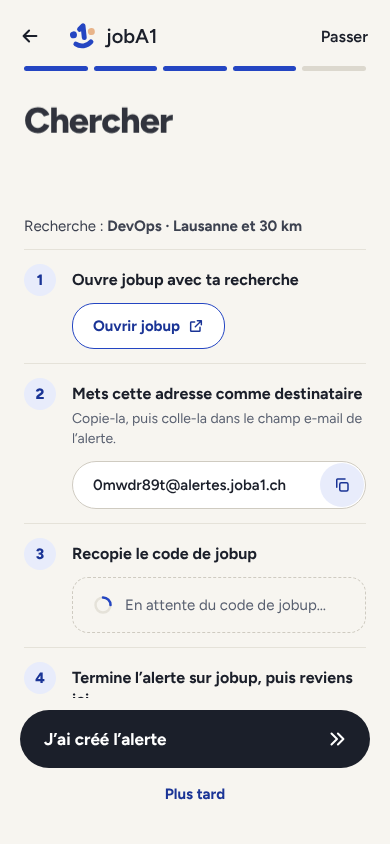 jobA1
Passer
Chercher
Recherche : DevOps · Lausanne et 30 km
1
Ouvre jobup avec ta recherche
Ouvrir jobup
2
Mets cette adresse comme destinataire
Copie-la, puis colle-la dans le champ e-mail de
l’alerte.
0mwdr89t@alertes.joba1.ch
3
Recopie le code de jobup
En attente du code de jobup…
4
Termine l’alerte sur jobup, puis reviens
J’ai créé l’alerte
Plus tard